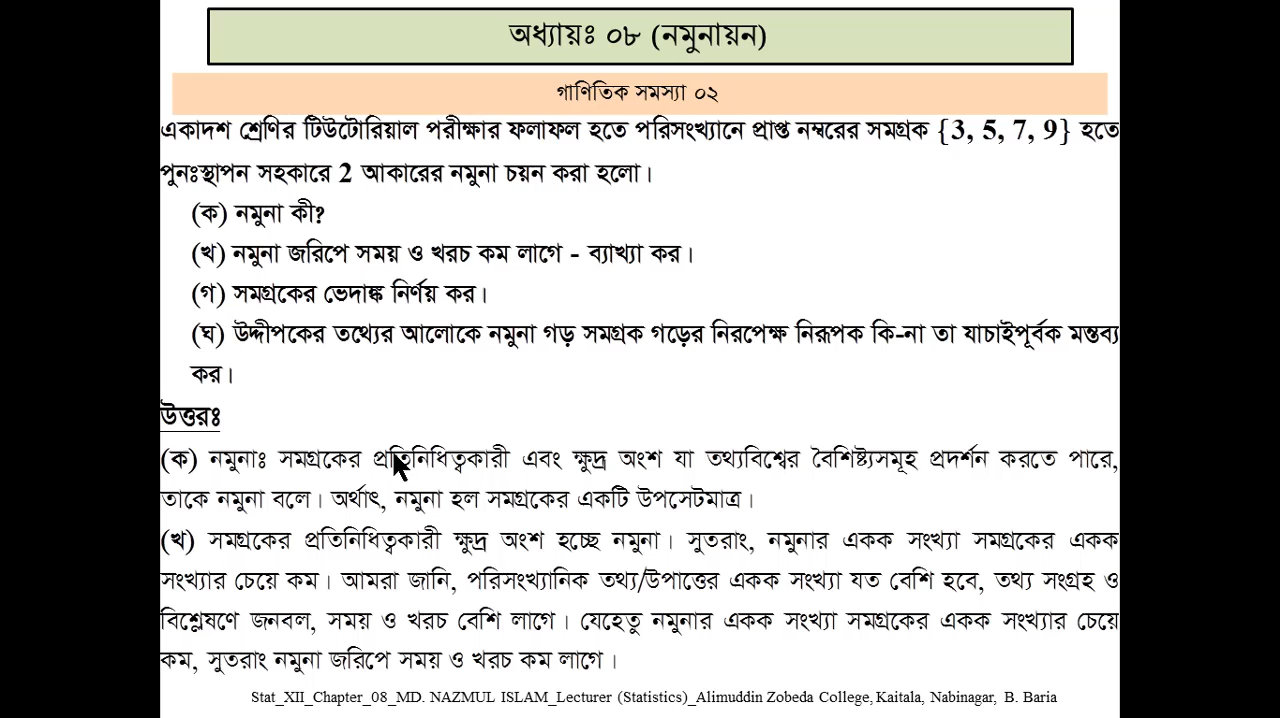 অধ্যায়ঃ ০৮ (নমুনায়ন)
গাণিতিক সমস্যা ০২
একাদশ শ্রেণির টিউটোরিয়াল পরীক্ষার ফলাফল হতে পরিসংখ্যানে প্রাপ্ত নম্বরের সমগ্রক {3, 5, 7, 9} হতে
পুনঃস্থাপন সহকারে 2 আকারের নমুনা চয়ন করা হলো।
(ক) নমুনা কী?
(খ) নমুনা জরিপে সময় ও খরচ কম লাগে - ব্যাখ্যা কর।
(গ) সমগ্রকের ভেদাঙ্ক নির্ণয় কর।
(ঘ) উদ্দীপকের তথ্যের আলোকে নমুনা গড় সমগ্রক গড়ের নিরপেক্ষ নিরূপক কি-না তা যাচাইপূর্বক মন্তব্য
কর।
উত্তরঃ
(ক) নমুনাঃ সমগ্রকের প্রতিনিধিত্বকারী এবং ক্ষুদ্র অংশ যা তথ্যবিশ্বের বৈশিষ্ট্যসমূহ প্রদর্শন করতে পারে,
তাকে নমুনা বলে। অর্থাৎ, নমুনা হল সমগ্রকের একটি উপসেটমাত্র।
(খ) সমগ্রকের প্রতিনিধিত্বকারী ক্ষুদ্র অংশ হচ্ছে নমুনা। সুতরাং, নমুনার একক সংখ্যা সমগ্রকের একক
সংখ্যার চেয়ে কম। আমরা জানি, পরিসংখ্যানিক তথ্য/উপাত্তের একক সংখ্যা যত বেশি হবে, তথ্য সংগ্রহ ও
বিশ্লেষণে জনবল, সময় ও খরচ বেশি লাগে। যেহেতু নমুনার একক সংখ্যা সমগ্রকের একক সংখ্যার চেয়ে
কম, সুতরাং নমুনা জরিপে সময় ও খরচ কম লাগে।
Stat_XII_Chapter_08_MD. NAZMUL ISLAM_Lecturer (Statistics)_Alimuddin Zobeda College, Kaitala, Nabinagar, B. Baria